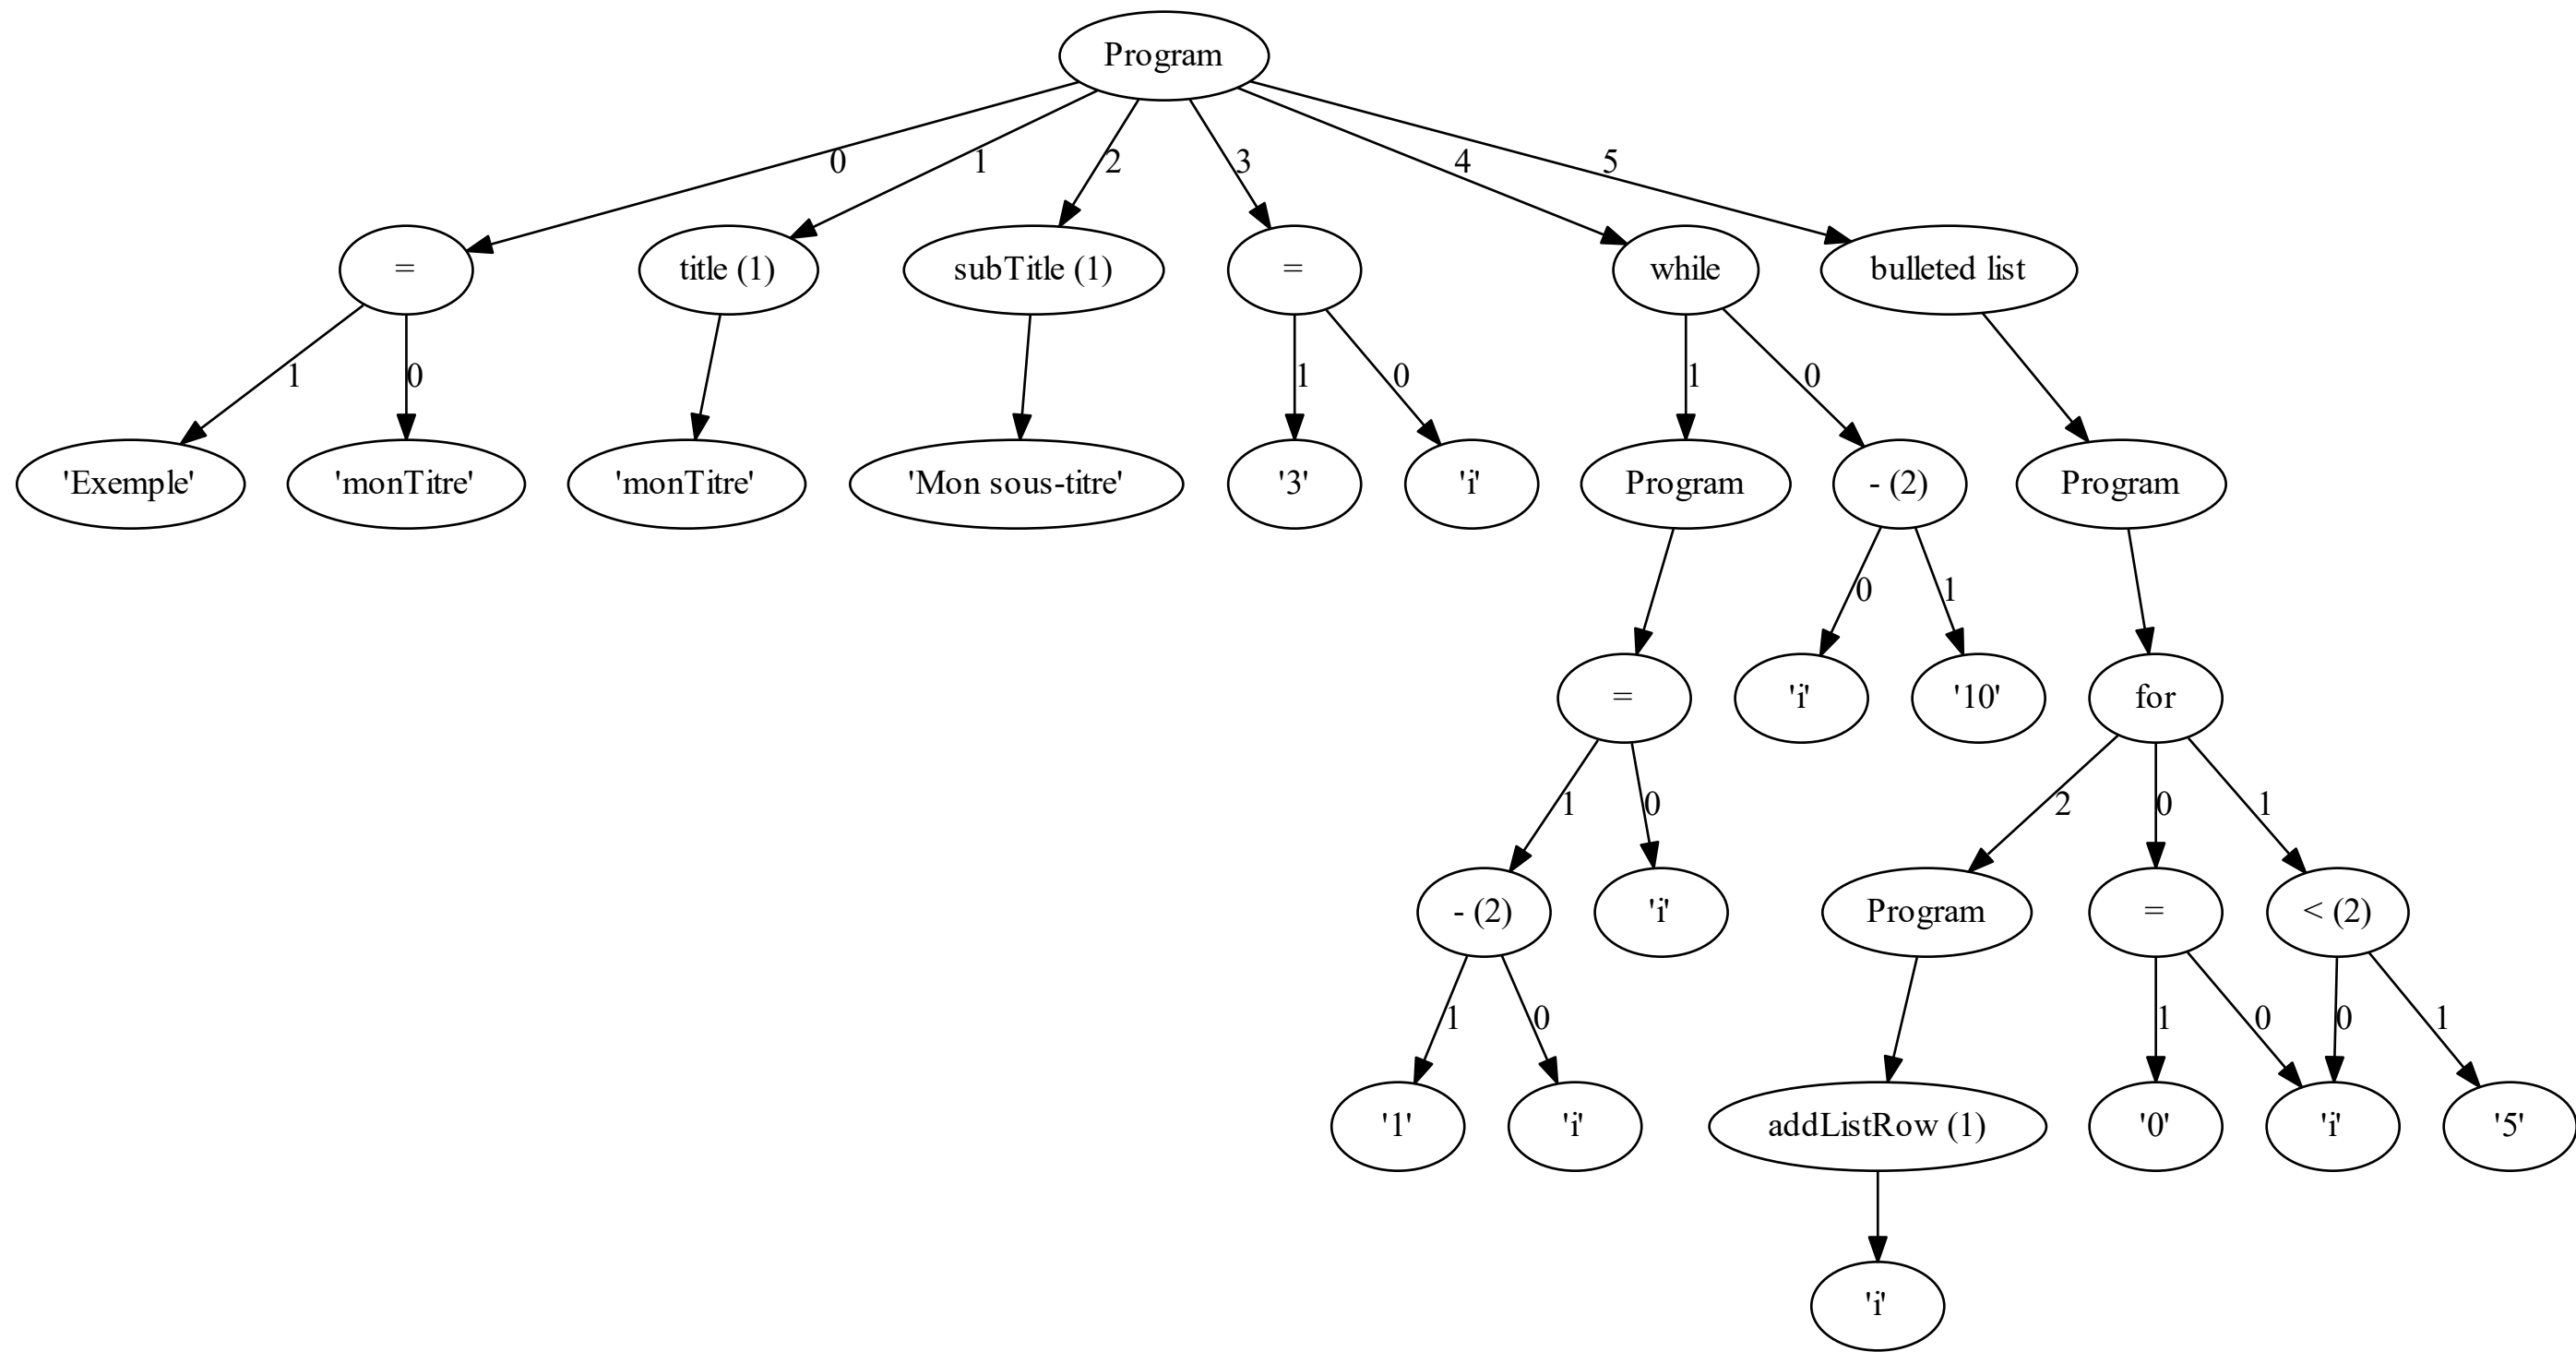 Program
0 1 2 3 4 5
= title (1) subTitle (1) = while bulleted list
1 0 1 0 1 0
'Exemple' 'monTitre' 'monTitre' 'Mon sous-titre' '3' 'i' Program - (2) Program
0 1
= 'i' '10' for
1 0 2 0 1
- (2) 'i' Program = < (2)
1 0 1 0 0 1
'1' 'i' addListRow (1) '0' 'i' '5'
'i'